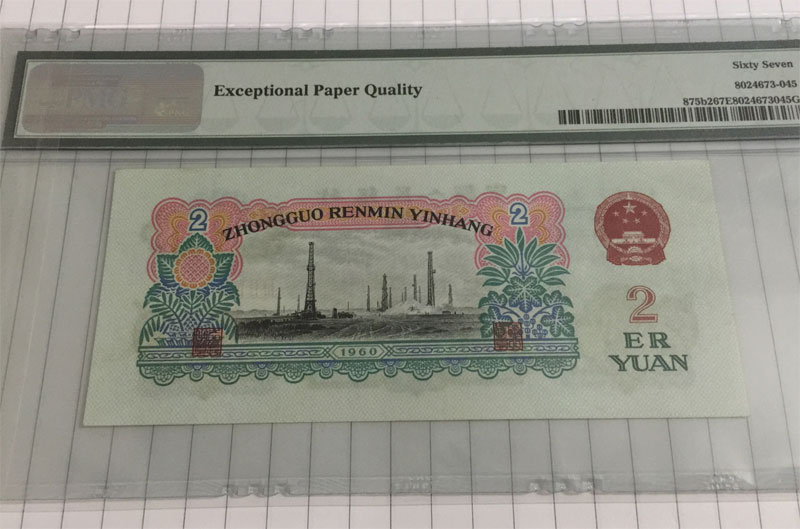 Exceptional Paper Quality
Sixty Seven
8024673-045
875b267E8024673045G
2
ZHONGGUO RENMIN YINHANG
2
1960
2
ER
YUAN